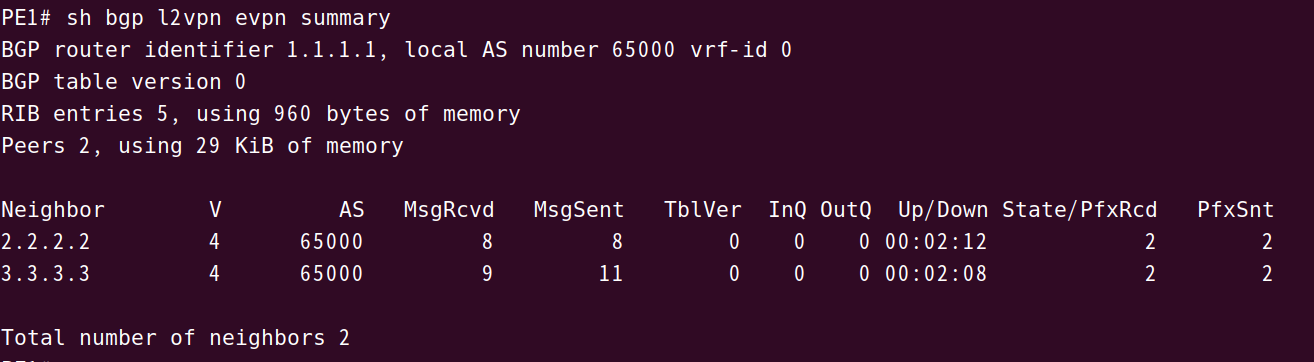 PE1# sh bgp l2vpn evpn summary
BGP router identifier 1.1.1.1, local AS number 65000 vrf-id 0
BGP table version 0
RIB entries 5, using 960 bytes of memory
Peers 2, using 29 KiB of memory
Neighbor V AS MsgRcvd MsgSent TblVer InQ OutQ Up/Down State/PfxRcd PfxSnt
2.2.2.2 4 65000 8 8 0 0 0 00:02:12 2 2
3.3.3.3 4 65000 9 11 0 0 0 00:02:08 2 2
Total number of neighbors 2